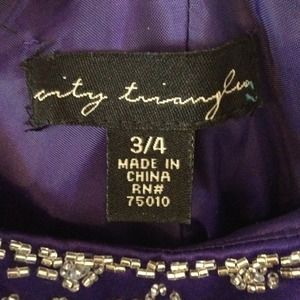 city triangles
3/4
MADE IN
CHINA
RN#
75010